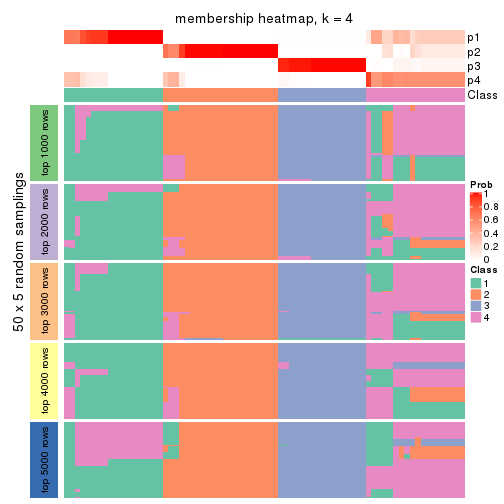 membership heatmap, k = 4
p1
p2
p3
p4
Class
50 x 5 random samplings
top 1000 rows
top 2000 rows
top 3000 rows
top 4000 rows
top 5000 rows
Prob
1
0.8
0.6
0.4
0.2
0
Class
1
2
3
4